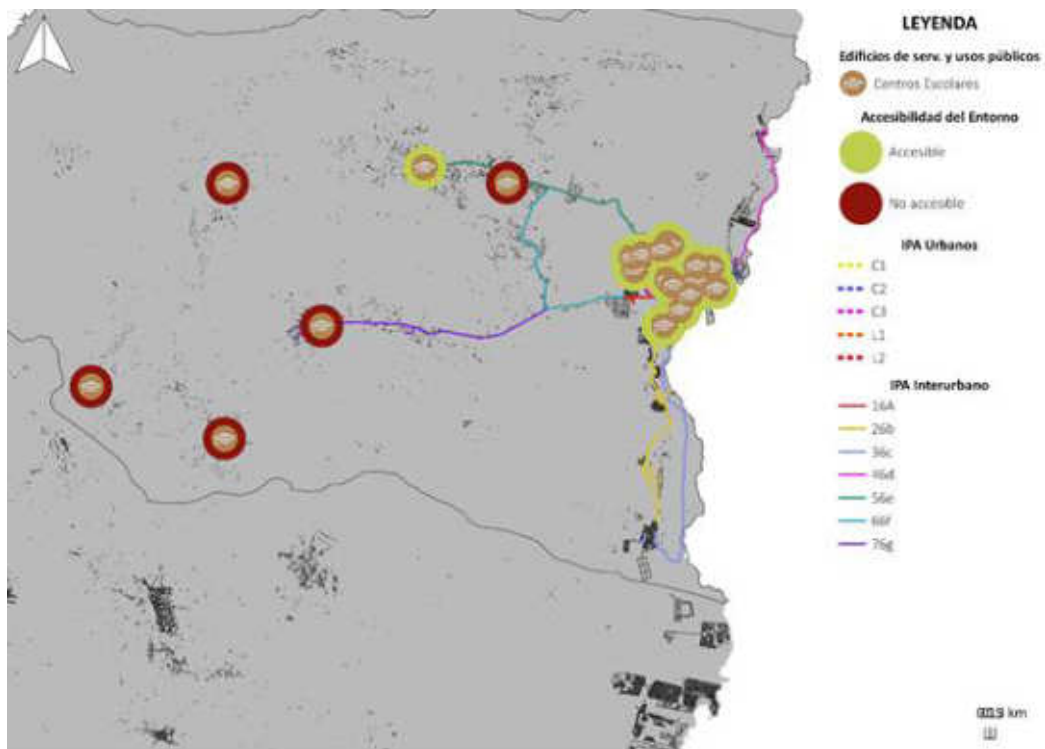 LEYENDA
Edificios de serv. y usos públicos
Centros Escolares
Accesibilidad del Entorno
Accesible
No accesible
IPA Urbanos
C1
C2
C3
L1
L2
IPA Interurbano
16A
26b
36c
46d
56e
66f
76g
km